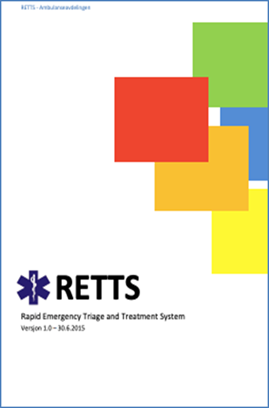 RETTS - Ambulanseavdelingen
RETTS
Rapid Emergency Triage and Treatment System
Versjon 1.0 – 30.6.2015